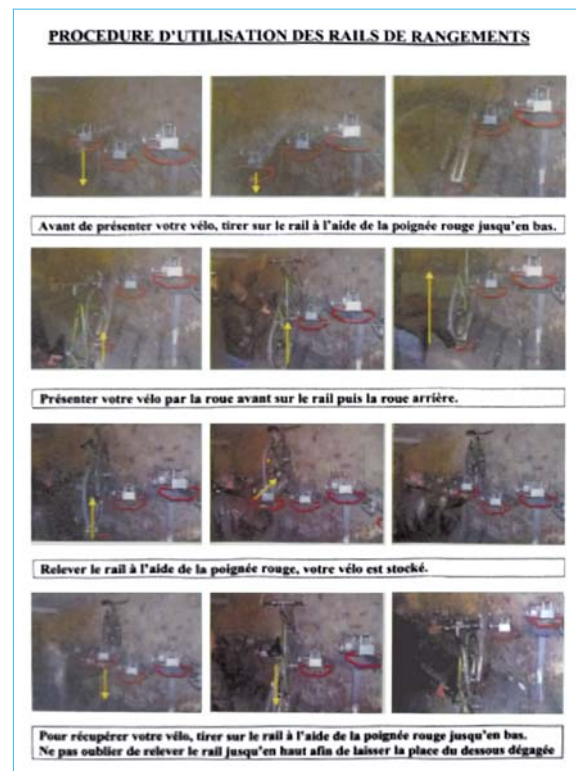 PROCEDURE D'UTILISATION DES RAILS DE RANGEMENTS
Avant de présenter votre vélo, tirer sur le rail à l'aide de la poignée rouge jusqu'en bas.
Présenter votre vélo par la roue avant sur le rail puis la roue arrière.
Relever le rail à l'aide de la poignée rouge, votre vélo est stocké.
Pour récupérer votre vélo, tirer sur le rail à l'aide de la poignée rouge jusqu'en bas.
Ne pas oublier de relever le rail jusqu'en haut afin de laisser la place du dessous dégagée